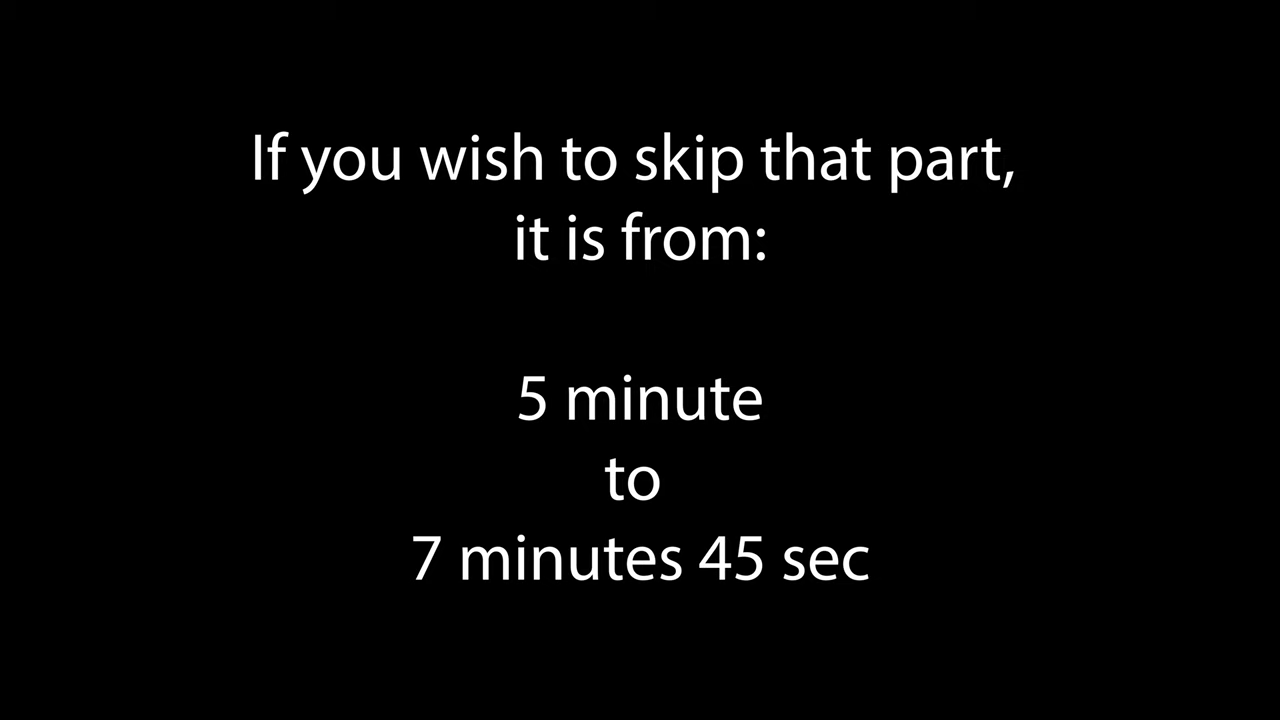 If you wish to skip that part,
it is from:
5 minute
to
7 minutes 45 sec